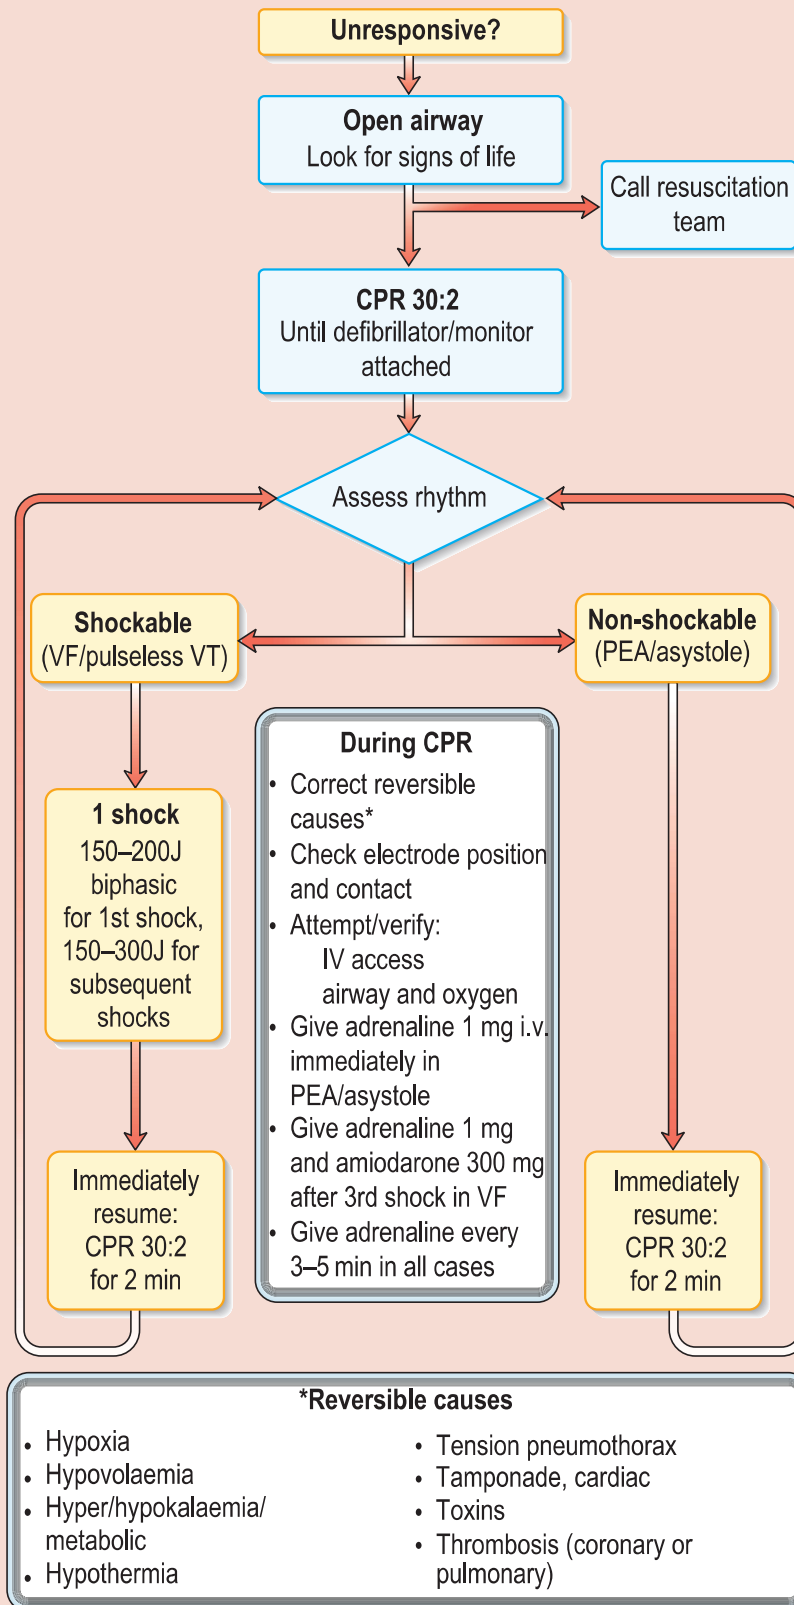 Unresponsive?
Open airway
Look for signs of life
Call resuscitation
team
CPR 30:2
Until defibrillator/monitor
attached
Assess rhythm
Shockable
(VF/pulseless VT)
Non-shockable
(PEA/asystole)
1 shock
150–200J
biphasic
for 1st shock,
150–300J for
subsequent
shocks
During CPR
• Correct reversible
causes*
• Check electrode position
and contact
• Attempt/verify:
IV access
airway and oxygen
• Give adrenaline 1 mg i.v.
immediately in
PEA/asystole
• Give adrenaline 1 mg
and amiodarone 300 mg
after 3rd shock in VF
• Give adrenaline every
3–5 min in all cases
Immediately
resume:
CPR 30:2
for 2 min
Immediately
resume:
CPR 30:2
for 2 min
*Reversible causes
• Hypoxia
• Hypovolaemia
• Hyper/hypokalaemia/
metabolic
• Hypothermia
• Tension pneumothorax
• Tamponade, cardiac
• Toxins
• Thrombosis (coronary or
pulmonary)